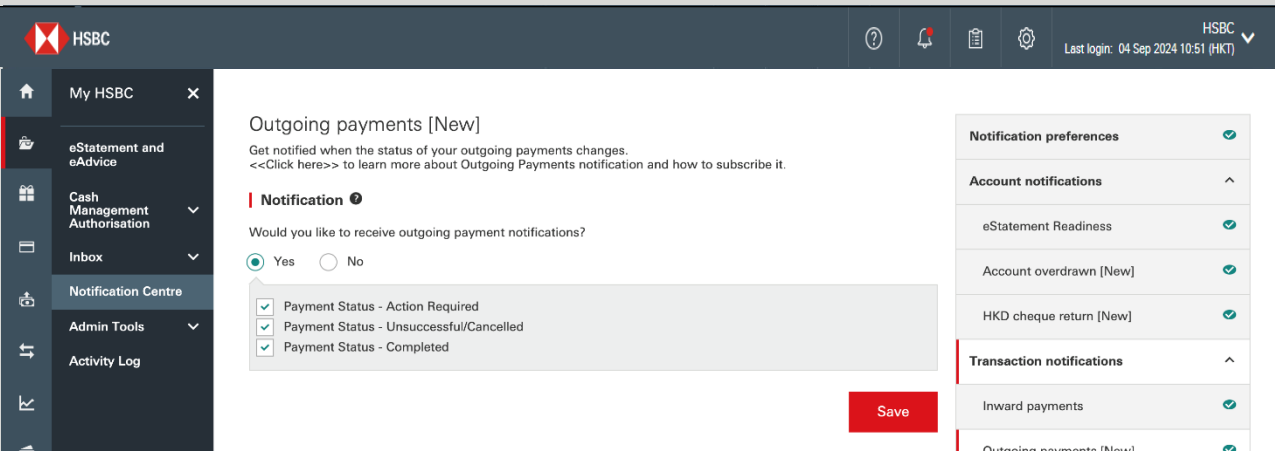 HSBC
HSBC
Last login: 04 Sep 2024 10:51 (HKT)
My HSBC
eStatement and
eAdvice
Cash
Management
Authorisation
Inbox
Notification Centre
Admin Tools
Activity Log
Outgoing payments [New]
Get notified when the status of your outgoing payments changes.
<<Click here>> to learn more about Outgoing Payments notification and how to subscribe it.
Notification
Would you like to receive outgoing payment notifications?
Yes No
Payment Status - Action Required
Payment Status - Unsuccessful/Cancelled
Payment Status - Completed
Save
Notification preferences
Account notifications
eStatement Readiness
Account overdrawn [New]
HKD cheque return [New]
Transaction notifications
Inward payments
Outgoing payments [New]